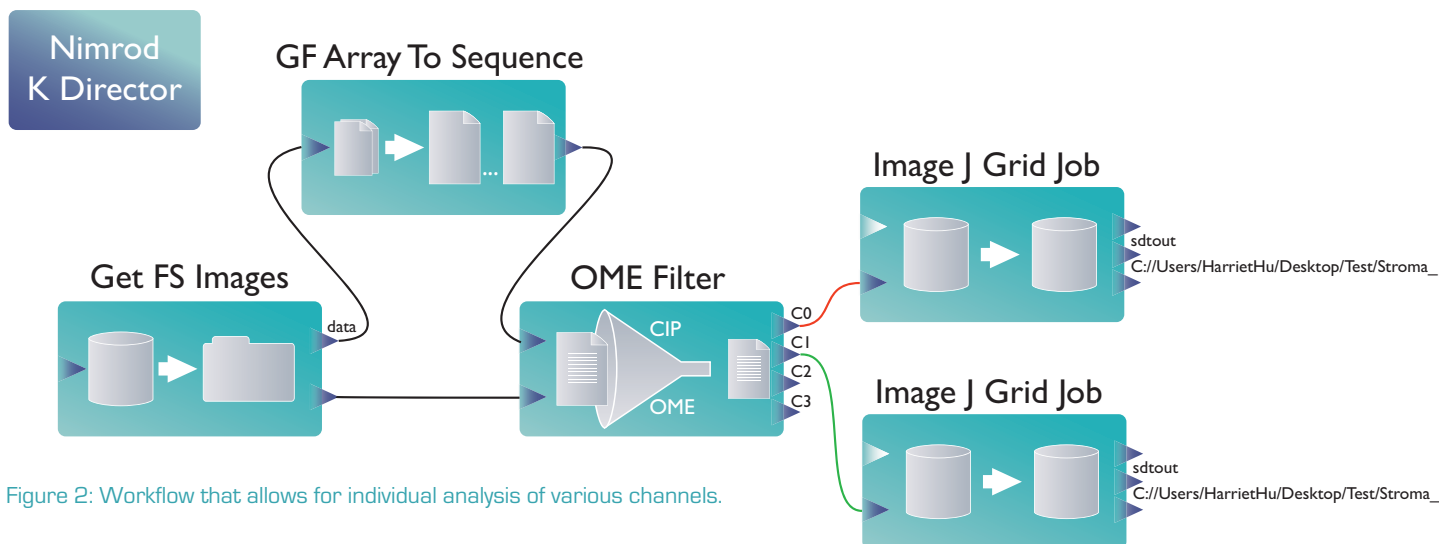 Nimrod
K Director
GF Array To Sequence
...
Get FS Images
data
OME Filter
CIP
OME
C0
C1
C2
C3
Image J Grid Job
sdtout
C://Users/HarrietHu/Desktop/Test/Stroma_
Image J Grid Job
sdtout
C://Users/HarrietHu/Desktop/Test/Stroma_
Figure 2: Workflow that allows for individual analysis of various channels.